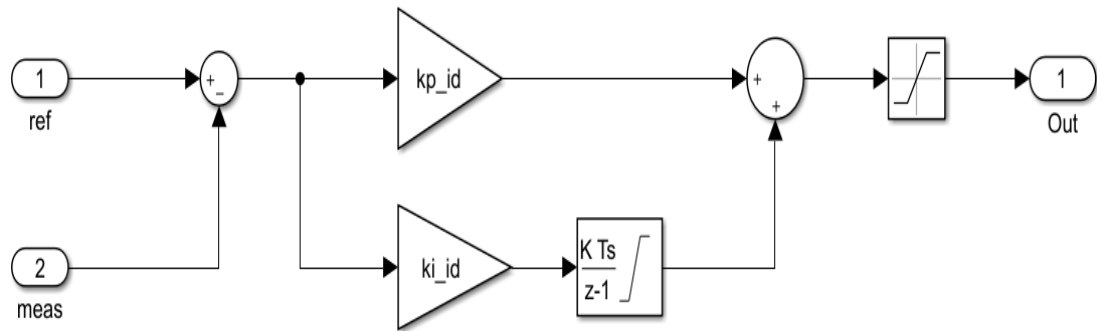 1
ref
+
−
kp_id
+
+
1
Out
2
meas
ki_id
K Ts
z-1